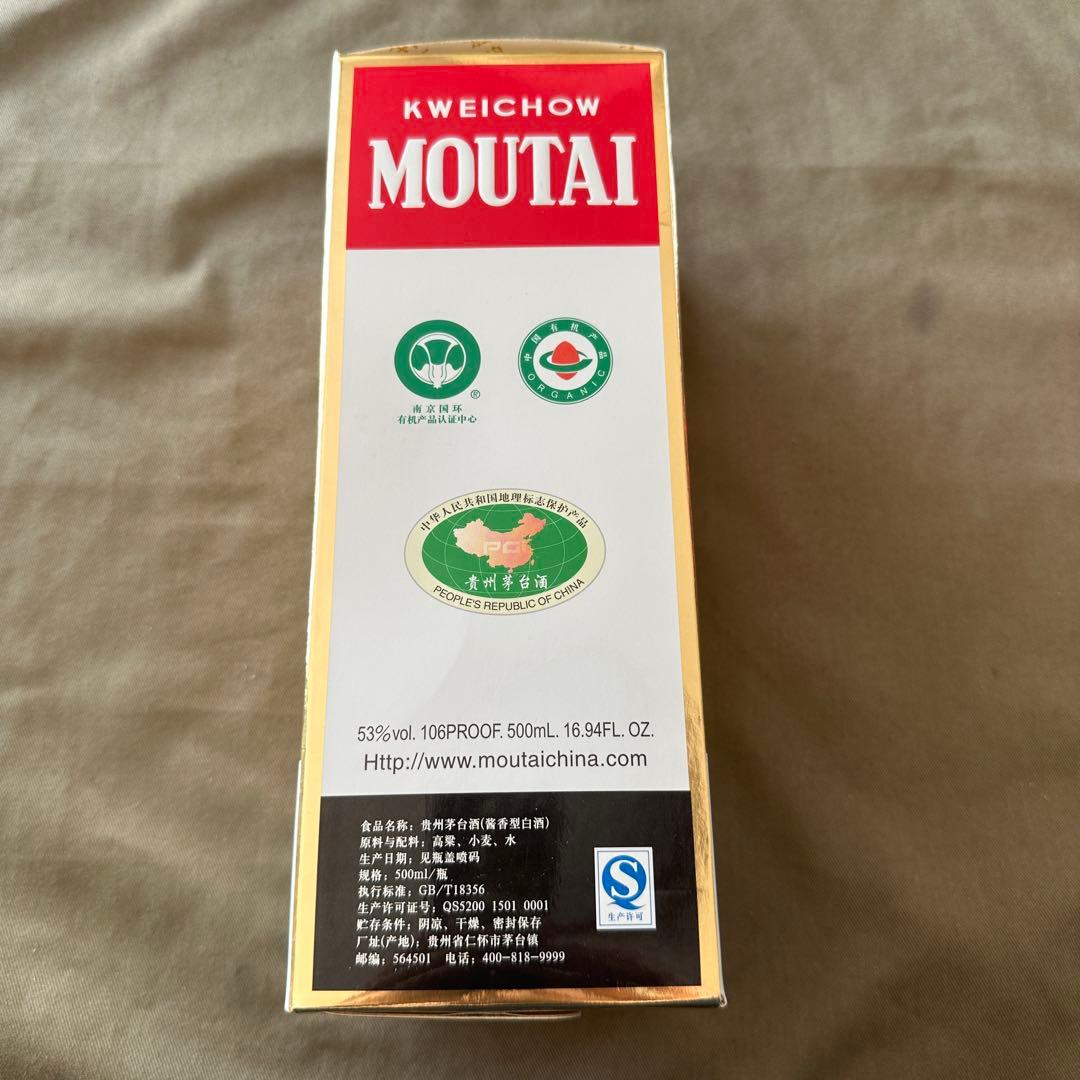 KWEICHOW
MOUTAI
南京国环
有机产品认证中心
®
中国有机产品
ORGANIC
中华人民共和国地理标志保护产品
PGI
贵州茅台酒
PEOPLE'S REPUBLIC OF CHINA
53%vol. 106PROOF. 500mL. 16.94FL. OZ.
Http://www.moutaichina.com
食品名称：贵州茅台酒(酱香型白酒)
原料与配料：高粱、小麦、水
生产日期：见瓶盖喷码
规格：500ml/瓶
执行标准：GB/T18356
生产许可证号：QS5200 1501 0001
贮存条件：阴凉、干燥、密封保存
厂址(产地)：贵州省仁怀市茅台镇
邮编：564501 电话：400-818-9999
S
生产许可